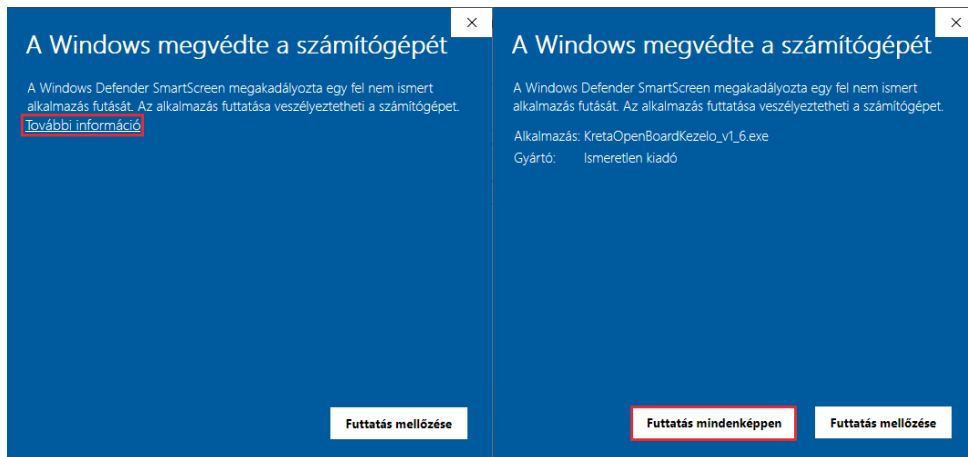 A Windows megvédte a számítógépét
A Windows Defender SmartScreen megakadályozta egy fel nem ismert
alkalmazás futását. Az alkalmazás futtatása veszélyeztetheti a számítógépet.
További információ
Futtatás mellőzése
A Windows megvédte a számítógépét
A Windows Defender SmartScreen megakadályozta egy fel nem ismert
alkalmazás futását. Az alkalmazás futtatása veszélyeztetheti a számítógépet.
Alkalmazás: KretaOpenBoardKezelo_v1_6.exe
Gyártó: Ismeretlen kiadó
Futtatás mindenképpen
Futtatás mellőzése